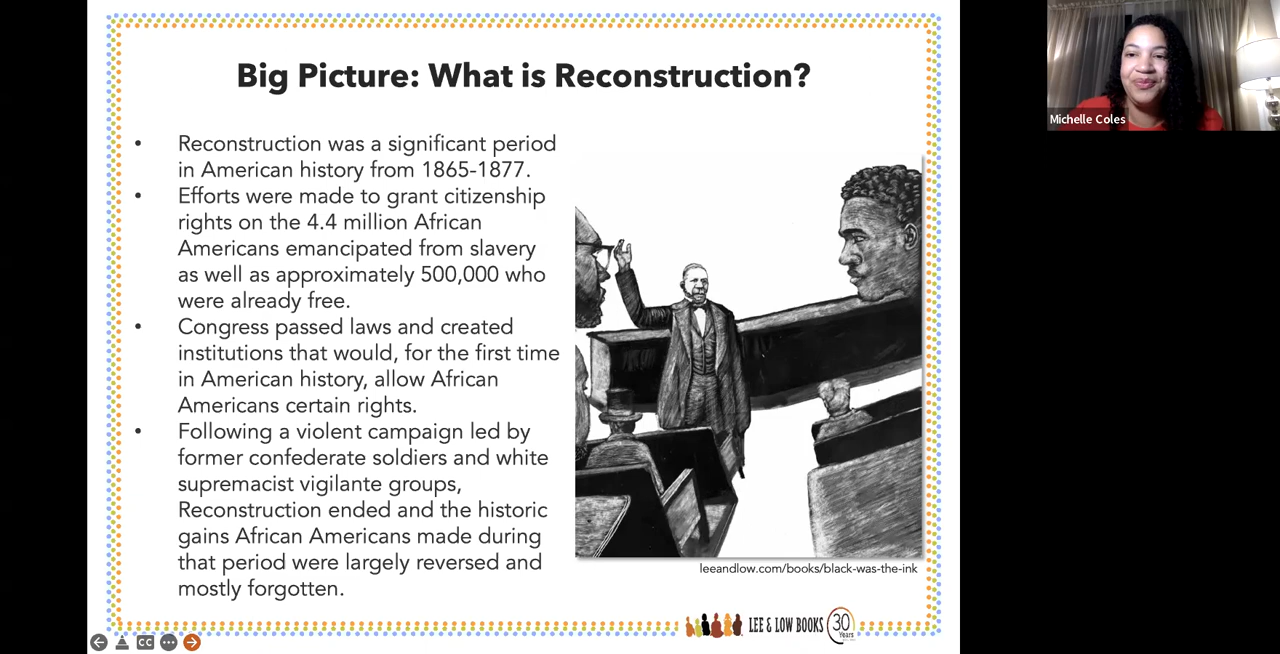 Big Picture: What is Reconstruction?
• Reconstruction was a significant period
in American history from 1865-1877.
• Efforts were made to grant citizenship
rights on the 4.4 million African
Americans emancipated from slavery
as well as approximately 500,000 who
were already free.
• Congress passed laws and created
institutions that would, for the first time
in American history, allow African
Americans certain rights.
• Following a violent campaign led by
former confederate soldiers and white
supremacist vigilante groups,
Reconstruction ended and the historic
gains African Americans made during
that period were largely reversed and
mostly forgotten.
leeandlow.com/books/black-was-the-ink
LEE & LOW BOOKS
30
Years
CC
Michelle Coles